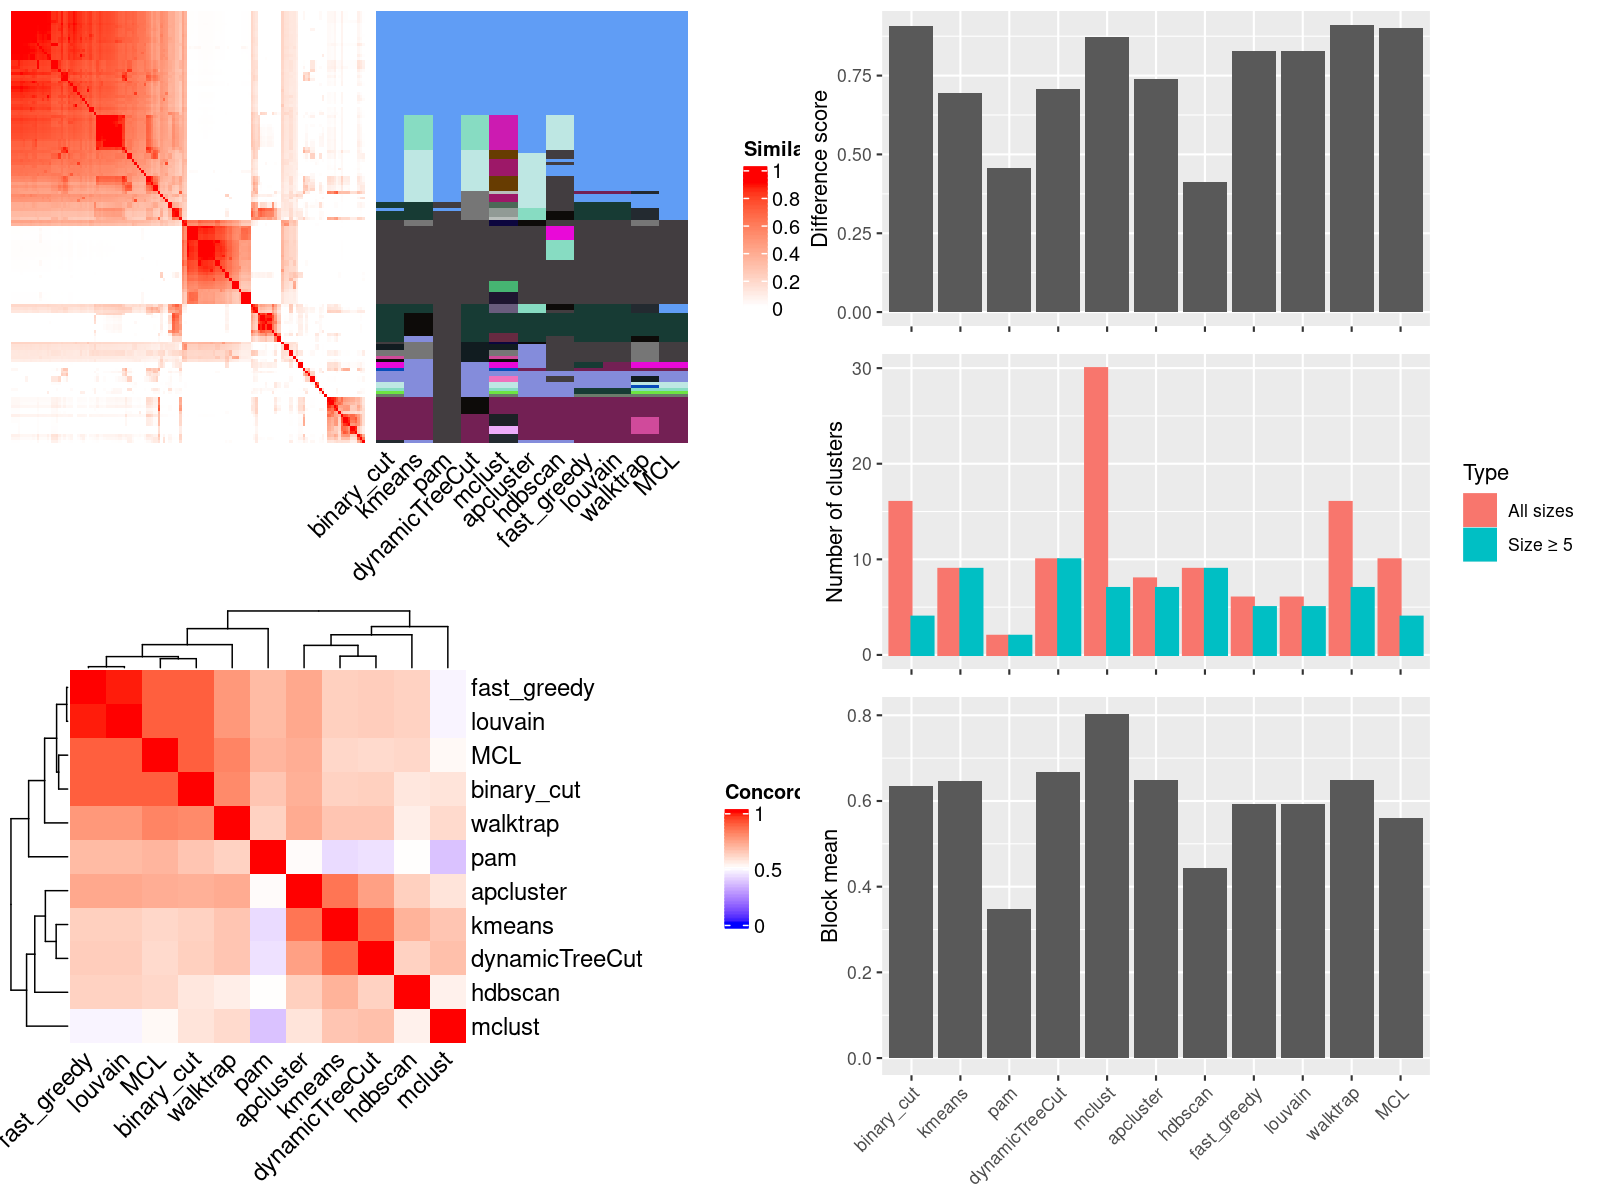 Simila
1
0.8
0.6
0.4
0.2
0
binary_cut
kmeans
pam
dynamicTreeCut
mclust
apcluster
hdbscan
fast_greedy
louvain
walktrap
MCL
fast_greedy
louvain
MCL
binary_cut
walktrap
pam
apcluster
kmeans
dynamicTreeCut
hdbscan
mclust
fast_greedy
louvain
MCL
binary_cut
walktrap
pam
apcluster
kmeans
dynamicTreeCut
hdbscan
mclust
Concord
1
0.5
0
Difference score
0.75
0.50
0.25
0.00
Number of clusters
30
20
10
0
Type
All sizes
Size ≥ 5
Block mean
0.8
0.6
0.4
0.2
0.0
binary_cut
kmeans
pam
dynamicTreeCut
mclust
apcluster
hdbscan
fast_greedy
louvain
walktrap
MCL